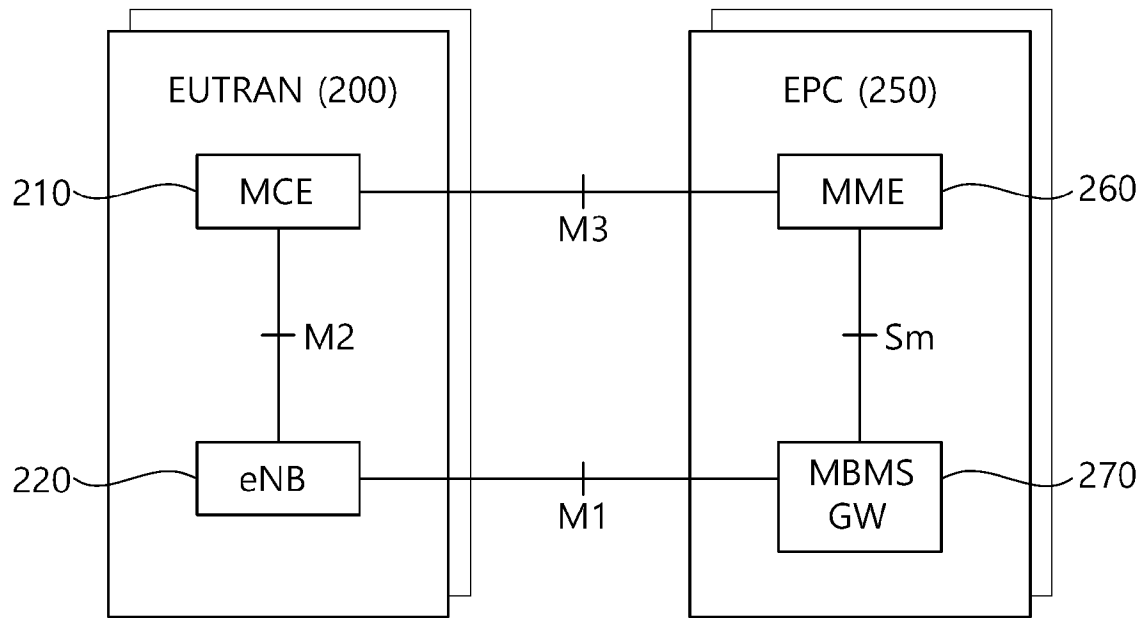 EUTRAN (200)
EPC (250)
210
MCE
M3
MME
260
M2
Sm
220
eNB
M1
MBMS
GW
270